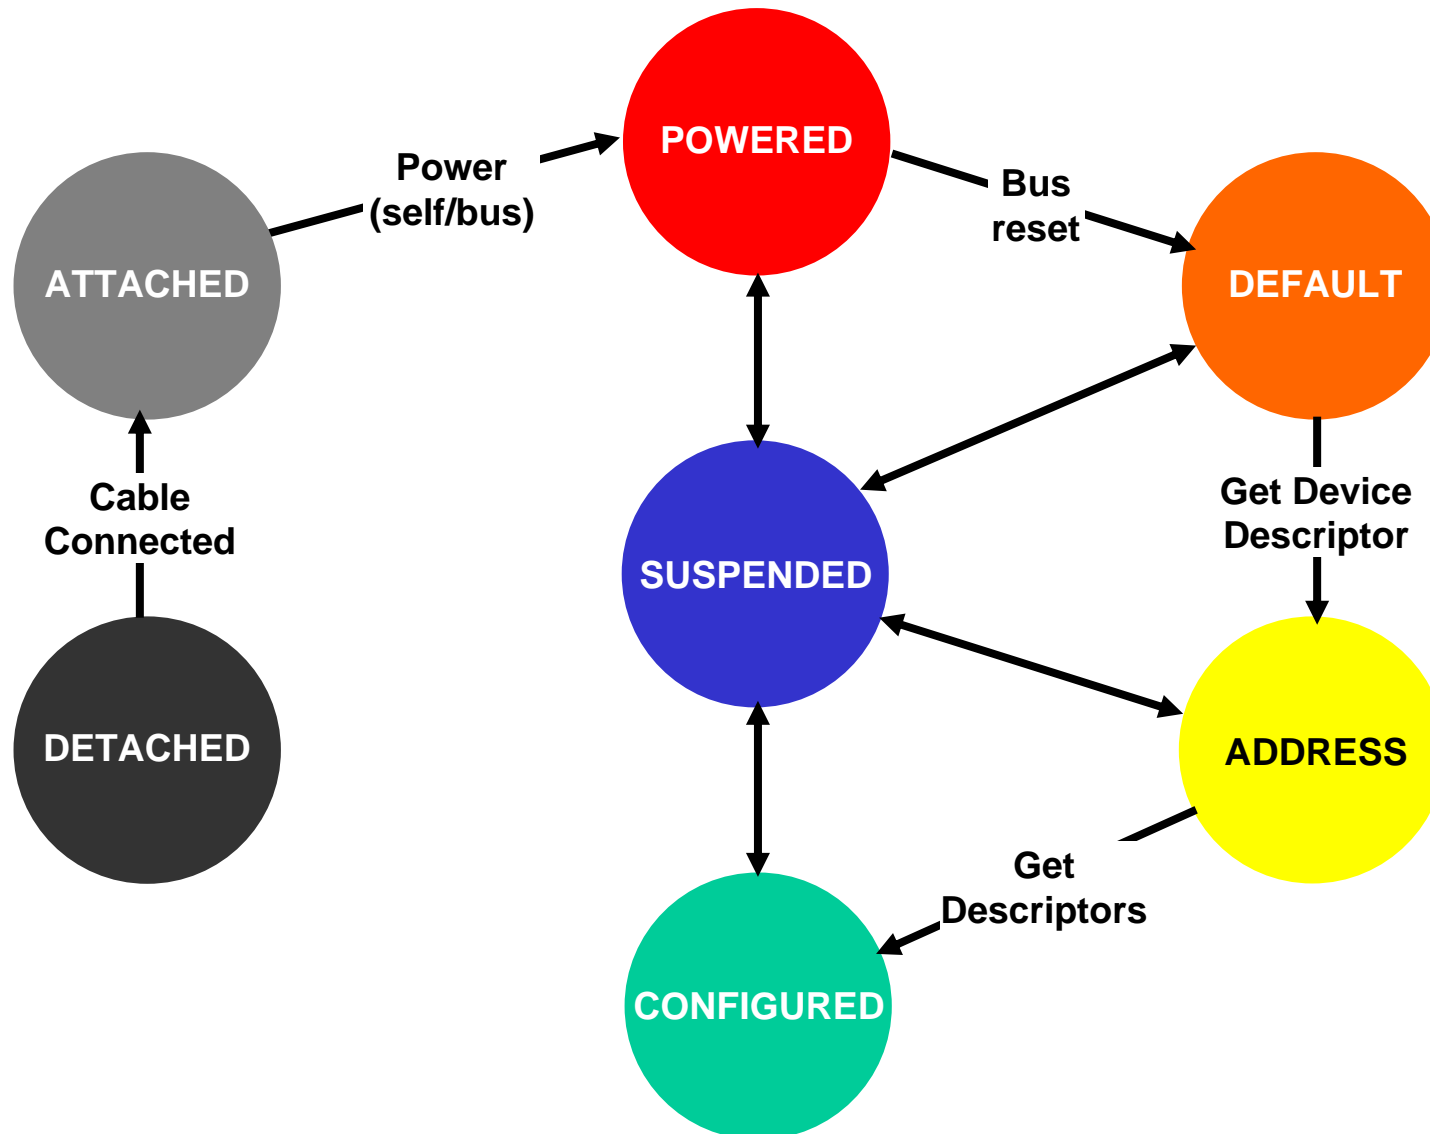 POWERED
Power
(self/bus)
Bus
reset
ATTACHED
DEFAULT
Cable
Connected
Get Device
Descriptor
SUSPENDED
DETACHED
ADDRESS
Get
Descriptors
CONFIGURED